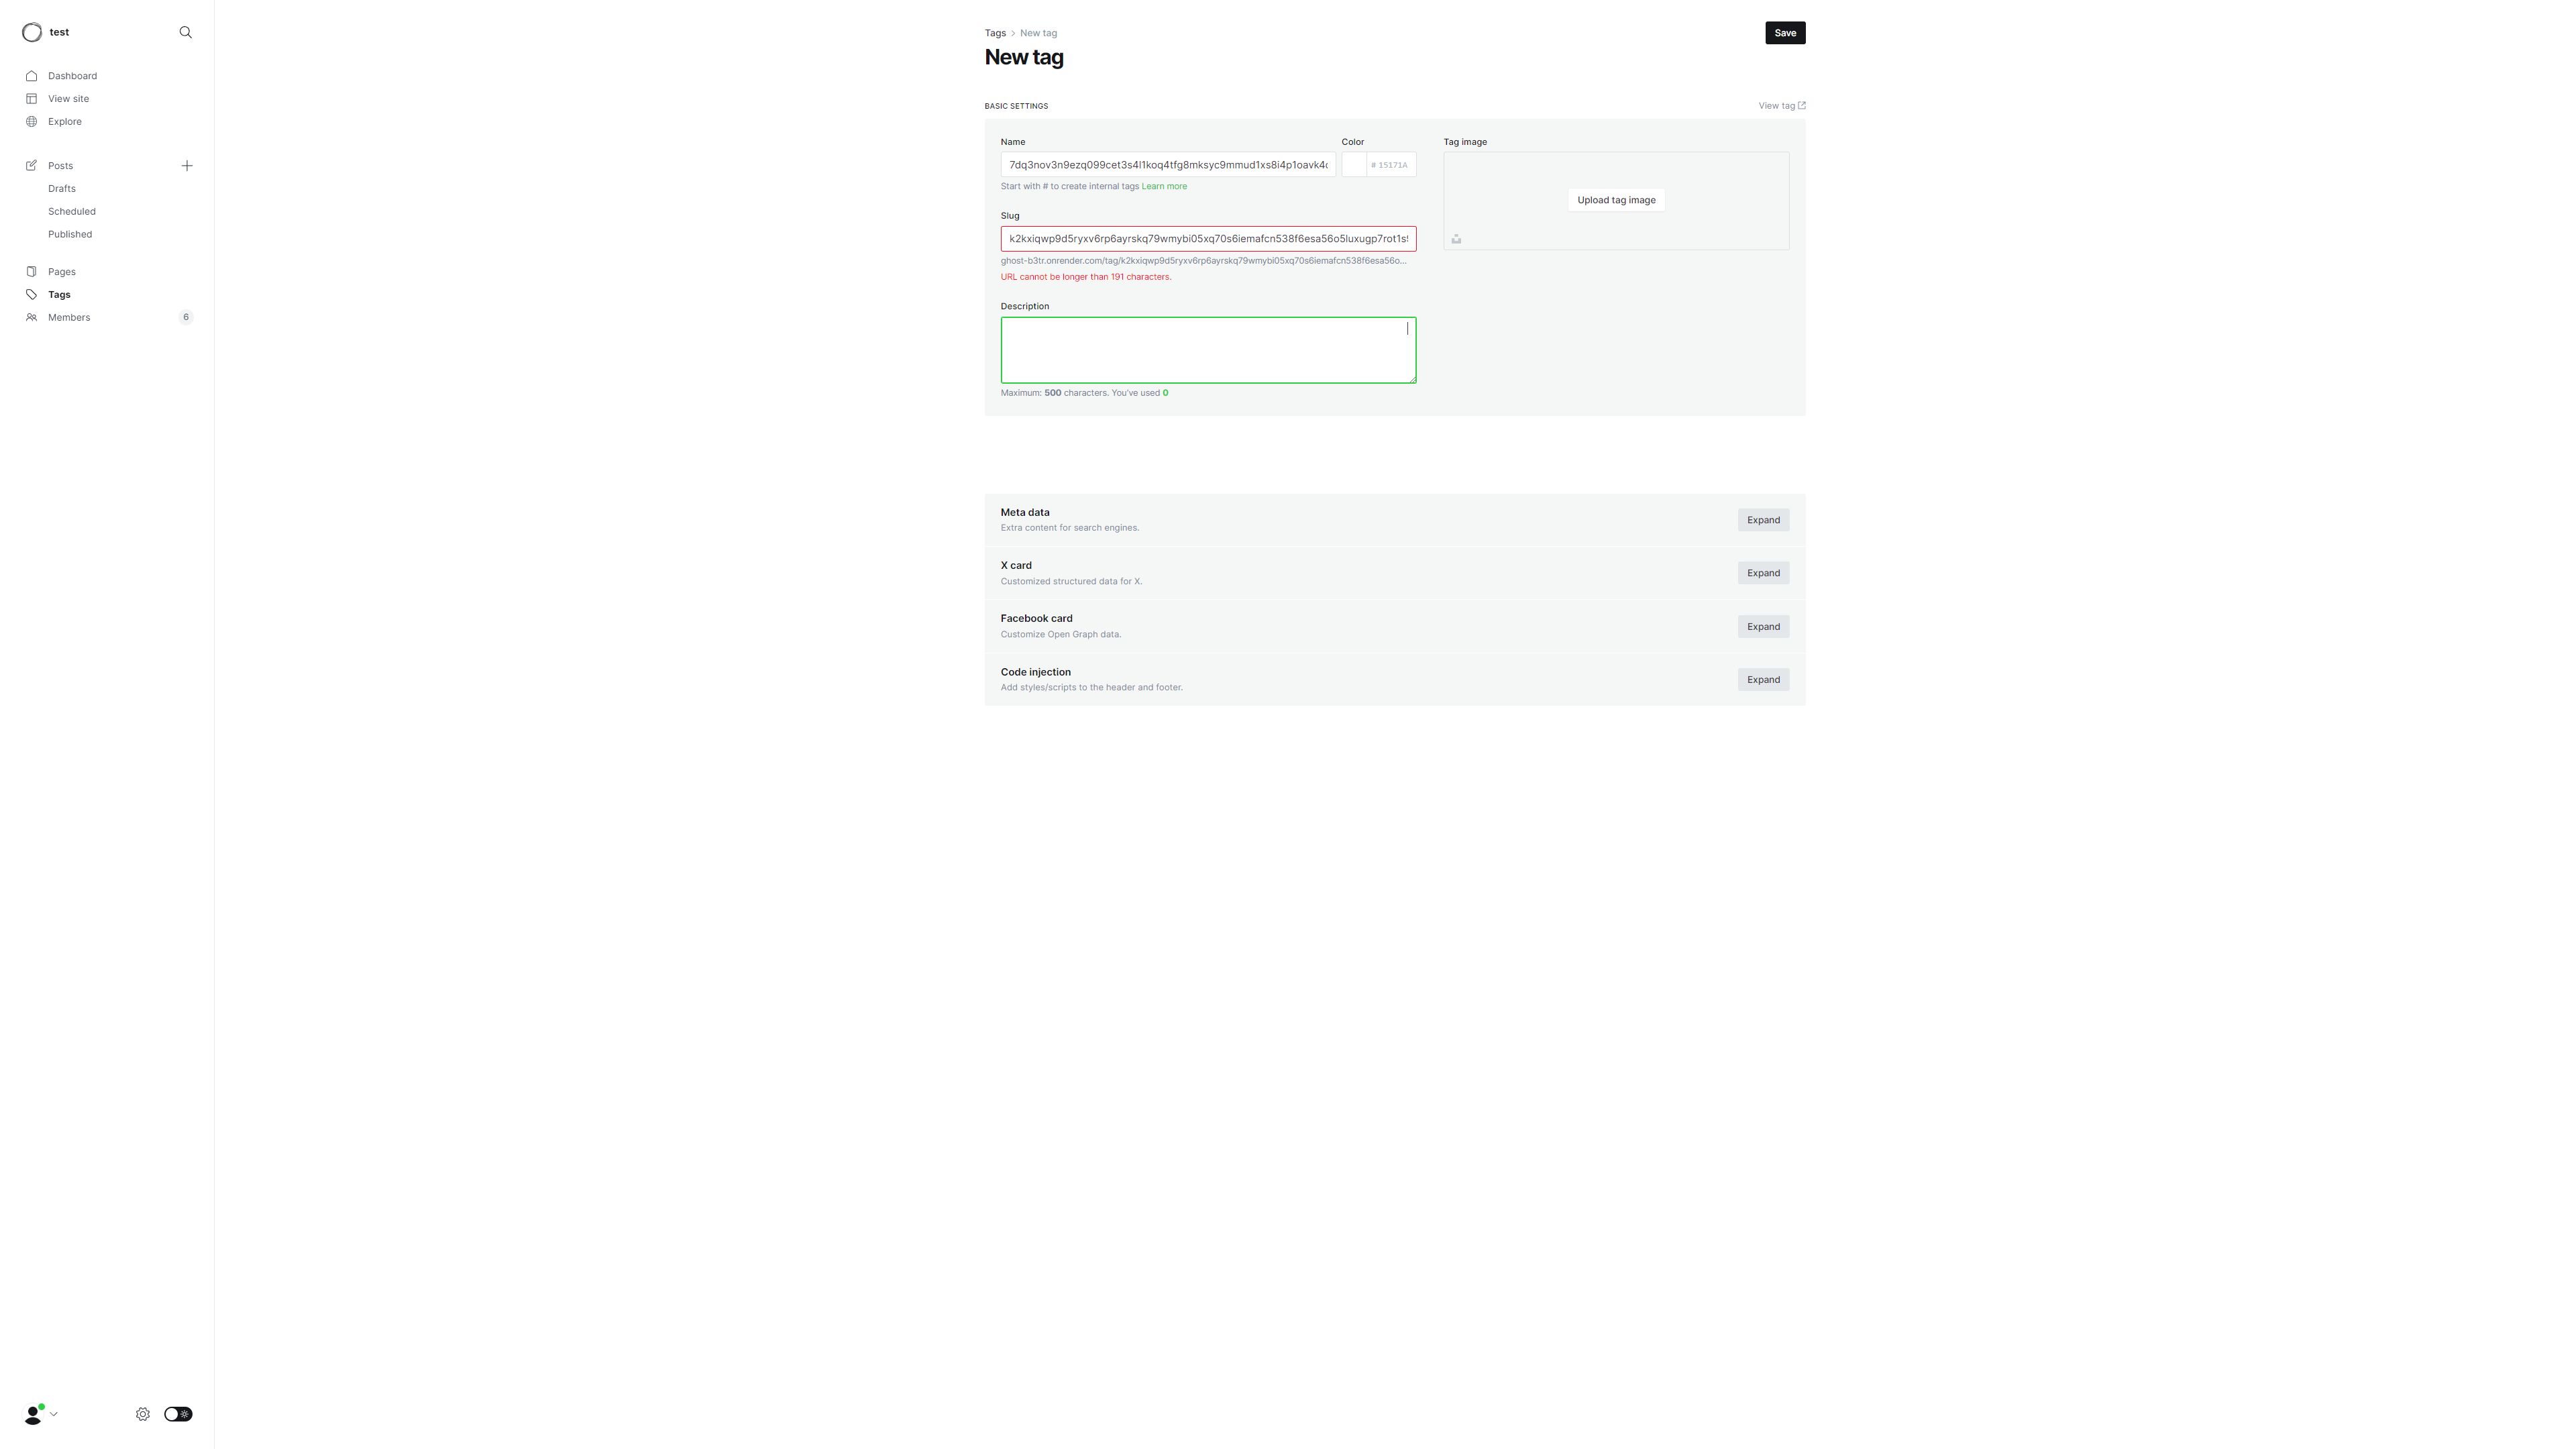 test
Dashboard
View site
Explore
Posts
Drafts
Scheduled
Published
Pages
Tags
Members
6
Tags > New tag
Save
New tag
BASIC SETTINGS
View tag
Name
Color
Tag image
7dq3nov3n9ezq099cet3s4l1koq4tfg8mksyc9mmud1xs8i4p1oavk4
# 15171A
Start with # to create internal tags Learn more
Upload tag image
Slug
k2kxiqwp9d5ryxv6rp6ayrskq79wmybi05xq70s6iemafcn538f6esa56o5luxugp7rot1s
ghost-b3tr.onrender.com/tag/k2kxiqwp9d5ryxv6rp6ayrskq79wmybi05xq70s6iemafcn538f6esa56o...
URL cannot be longer than 191 characters.
Description
Maximum: 500 characters. You've used 0
Meta data
Extra content for search engines.
Expand
X card
Customized structured data for X.
Expand
Facebook card
Customize Open Graph data.
Expand
Code injection
Add styles/scripts to the header and footer.
Expand